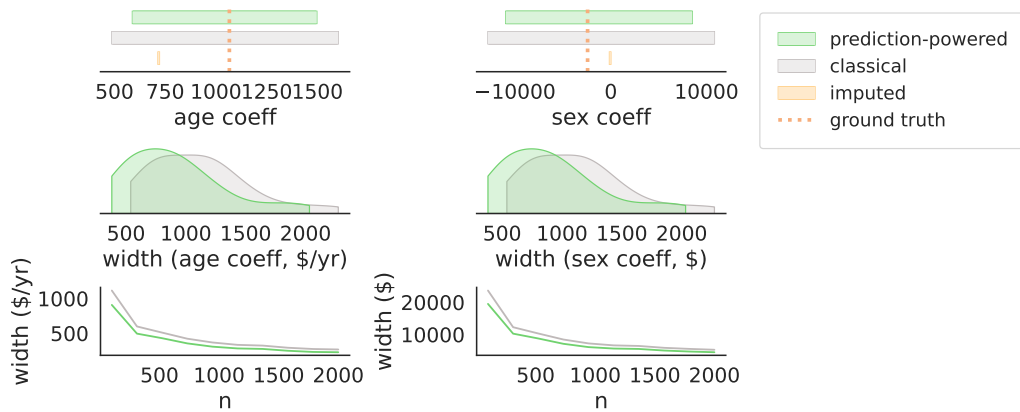 500 750 1000 1250 1500
age coeff
−10000 0 10000
sex coeff
prediction-powered
classical
imputed
ground truth
500 1000 1500 2000
width (age coeff, $/yr)
500 1000 1500 2000
width (sex coeff, $)
width ($/yr)
1000
500
500 1000 1500 2000
n
width ($)
20000
10000
500 1000 1500 2000
n